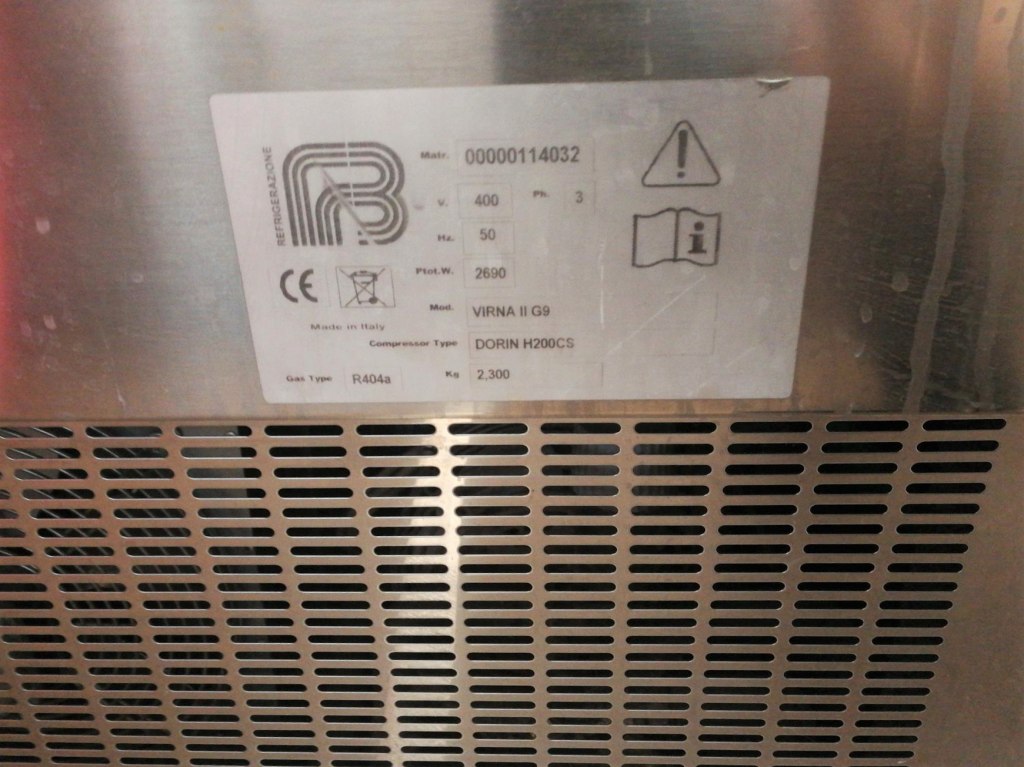 REFRIGERAZIONE
RB
Matr. 00000114032
V. 400 Ph. 3
Hz. 50
CE
Ptot.W. 2690
Mod. VIRNA II G9
Made in Italy
Compressor Type DORIN H200CS
Gas Type R404a Kg 2,300